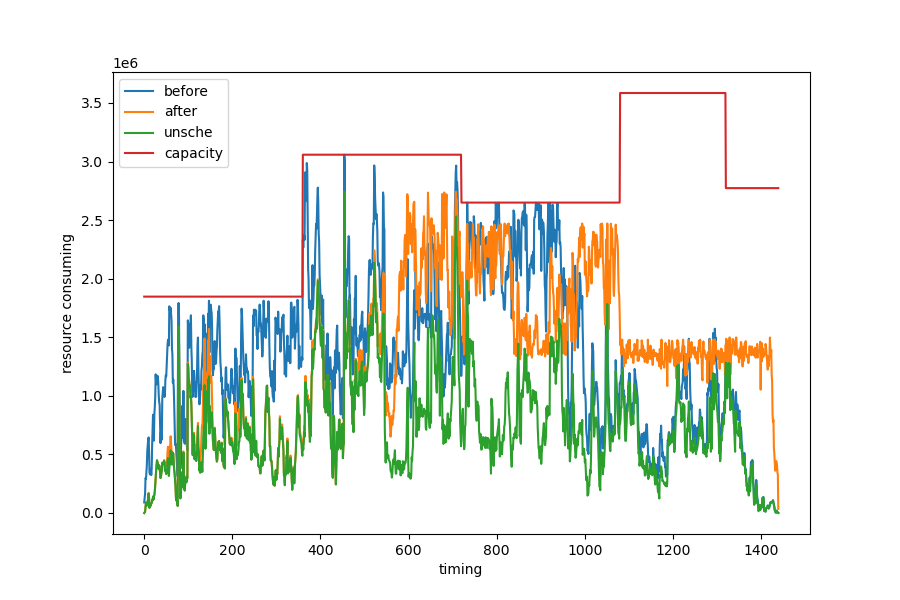 1e6
before
after
unsche
capacity
3.5
3.0
2.5
2.0
1.5
1.0
0.5
0.0
resource consuming
0 200 400 600 800 1000 1200 1400
timing